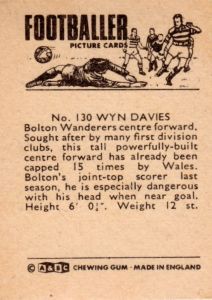 FOOTBALLER
PICTURE CARDS
No. 130 WYN DAVIES
Bolton Wanderers centre forward.
Sought after by many first division
clubs, this tall powerfully-built
centre forward has already been
capped 15 times by Wales.
Bolton's joint-top scorer last
season, he is especially dangerous
with his head when near goal.
Height 6' 0¼". Weight 12 st.
© A&BC CHEWING GUM - MADE IN ENGLAND